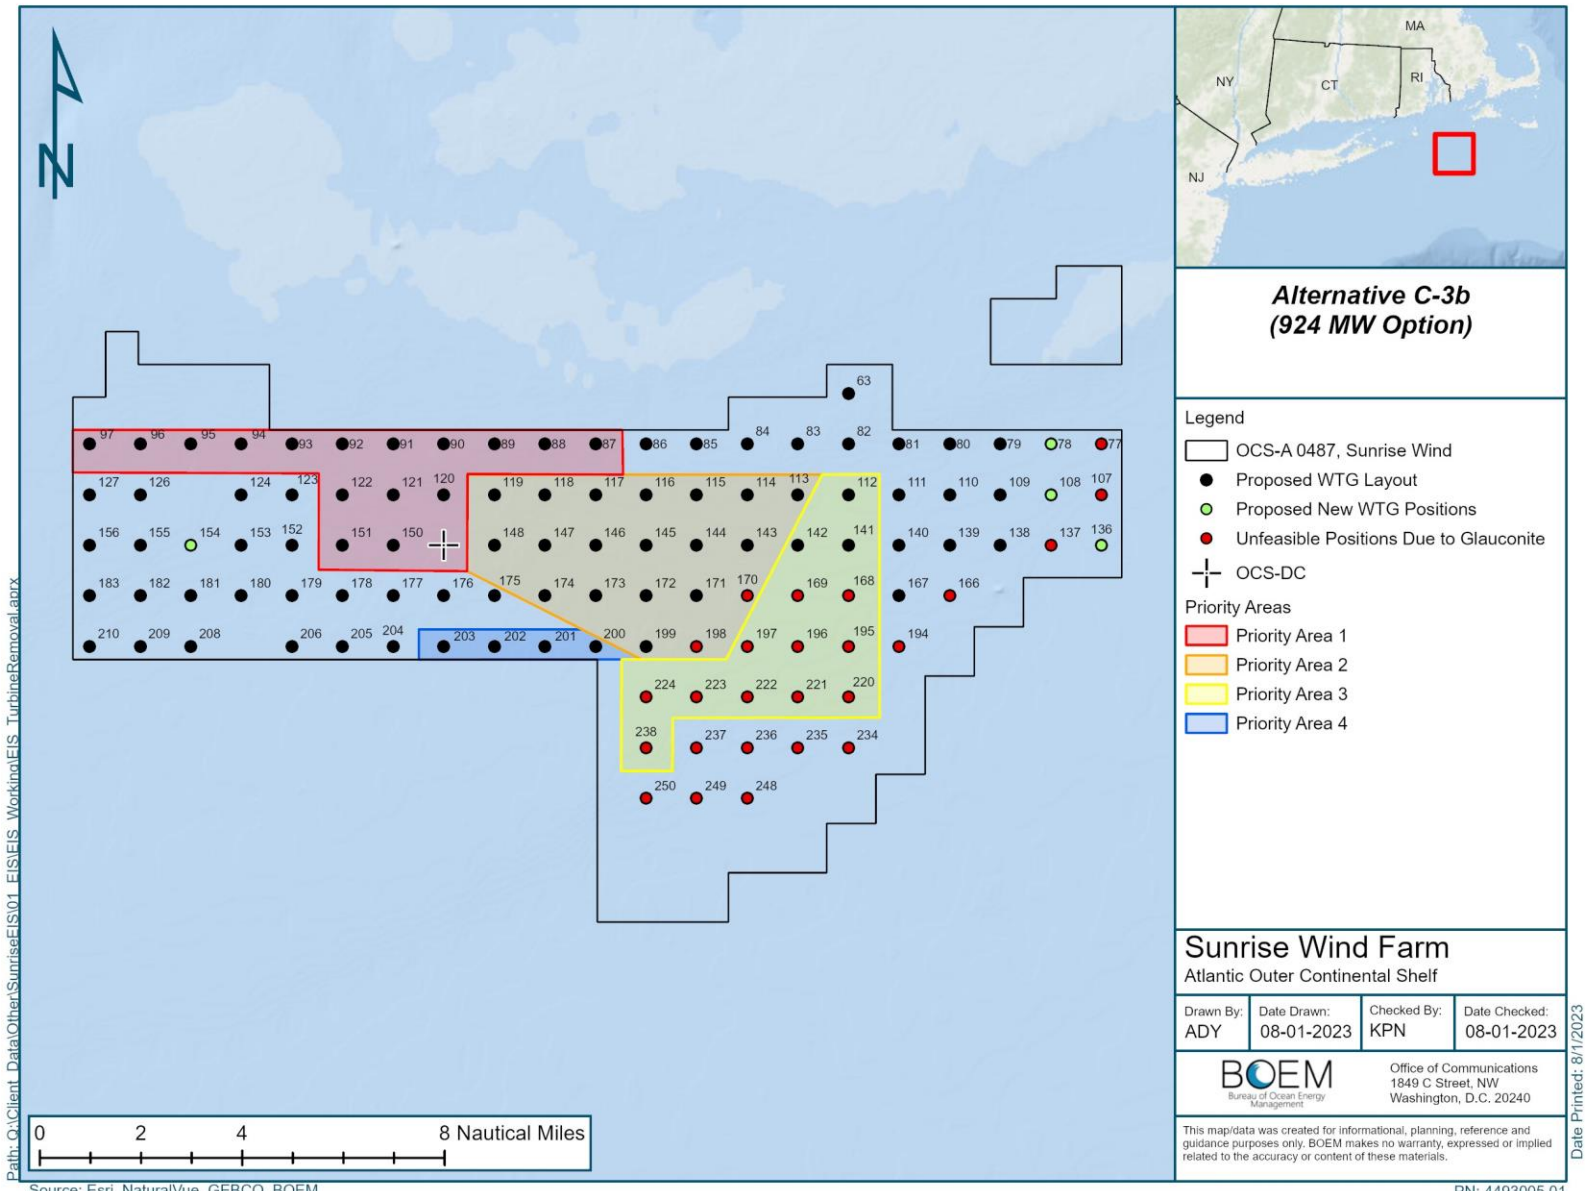 N
63
97 96 95 94 93 92 91 90 89 88 87 86 85 84 83 82 81 80 79 78 77
127 126 124 123 122 121 120 119 118 117 116 115 114 113 112 111 110 109 108 107
156 155 154 153 152 151 150 148 147 146 145 144 143 142 141 140 139 138 137 136
183 182 181 180 179 178 177 176 175 174 173 172 171 170 169 168 167 166
210 209 208 206 205 204 203 202 201 200 199 198 197 196 195 194
224 223 222 221 220
238 237 236 235 234
250 249 248
0 2 4 8 Nautical Miles
Path: Q:\Client_Data\Other\SunriseEIS\01_EIS\EIS_Working\EIS_TurbineRemoval.aprx
Source: Esri, NaturalVue, GEBCO, BOEM
MA
NY
CT
RI
NJ
Alternative C-3b
(924 MW Option)
Legend
OCS-A 0487, Sunrise Wind
Proposed WTG Layout
Proposed New WTG Positions
Unfeasible Positions Due to Glauconite
OCS-DC
Priority Areas
Priority Area 1
Priority Area 2
Priority Area 3
Priority Area 4
Sunrise Wind Farm
Atlantic Outer Continental Shelf
Drawn By: Date Drawn: Checked By: Date Checked:
ADY 08-01-2023 KPN 08-01-2023
BOEM
Bureau of Ocean Energy
Management
Office of Communications
1849 C Street, NW
Washington, D.C. 20240
This map/data was created for informational, planning, reference and
guidance purposes only. BOEM makes no warranty, expressed or implied
related to the accuracy or content of these materials.
Date Printed: 8/1/2023
PN: 4493005.01